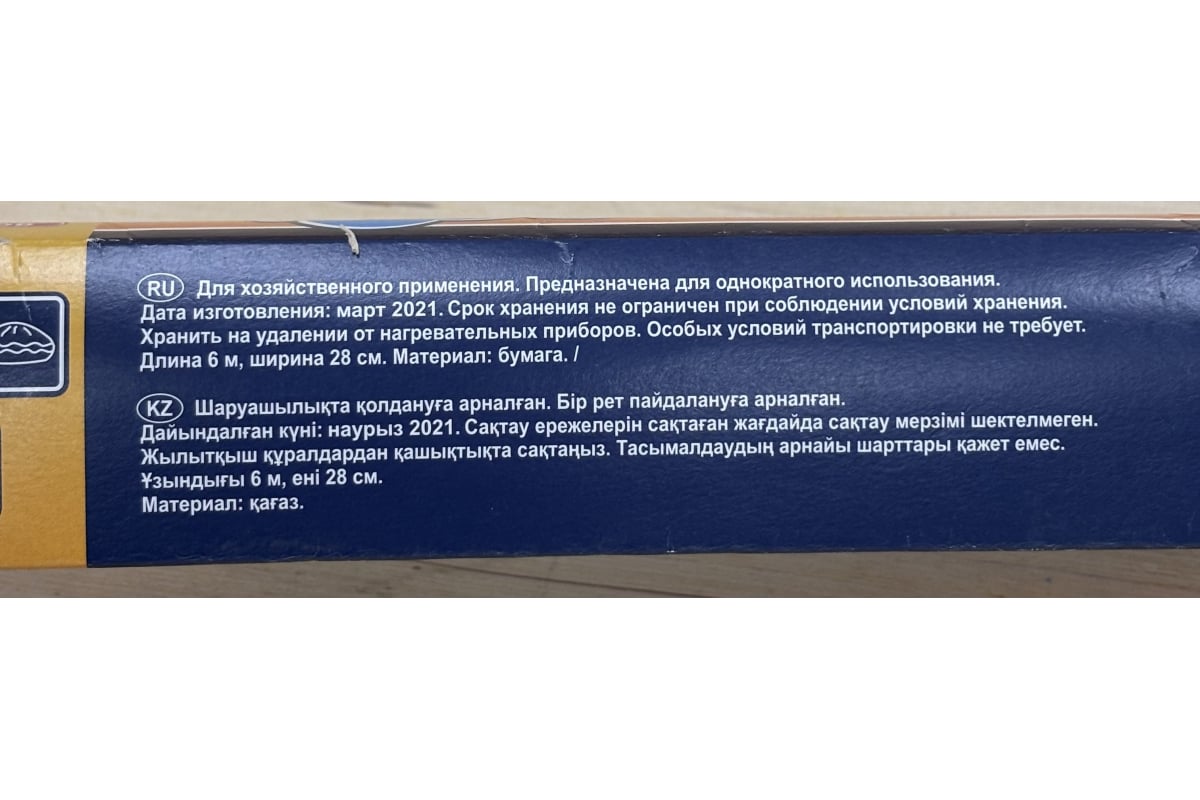 RU Для хозяйственного применения. Предназначена для однократного использования.
Дата изготовления: март 2021. Срок хранения не ограничен при соблюдении условий хранения.
Хранить на удалении от нагревательных приборов. Особых условий транспортировки не требует.
Длина 6 м, ширина 28 см. Материал: бумага. /
KZ Шаруашылықта қолдануға арналған. Бір рет пайдалануға арналған.
Дайындалған күні: наурыз 2021. Сақтау ережелерін сақтаған жағдайда сақтау мерзімі шектелмеген.
Жылытқыш құралдардан қашықтықта сақтаңыз. Тасымалдаудың арнайы шарттары қажет емес.
Ұзындығы 6 м, ені 28 см.
Материал: қағаз.